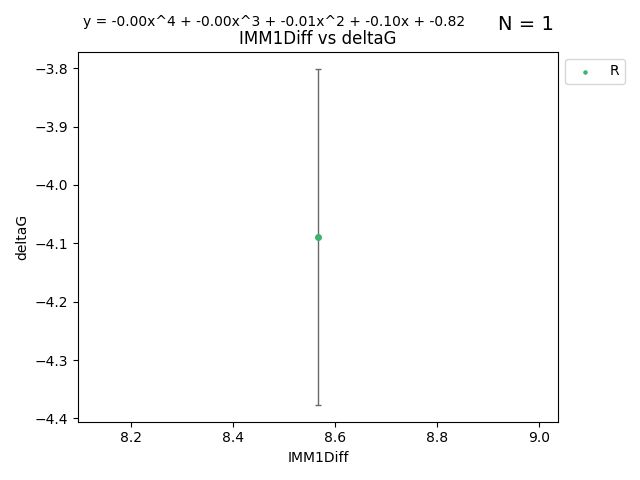 y = -0.00x^4 + -0.00x^3 + -0.01x^2 + -0.10x + -0.82
N = 1
IMM1Diff vs deltaG
R
−3.8
−3.9
−4.0
−4.1
−4.2
−4.3
−4.4
deltaG
8.2 8.4 8.6 8.8 9.0
IMM1Diff